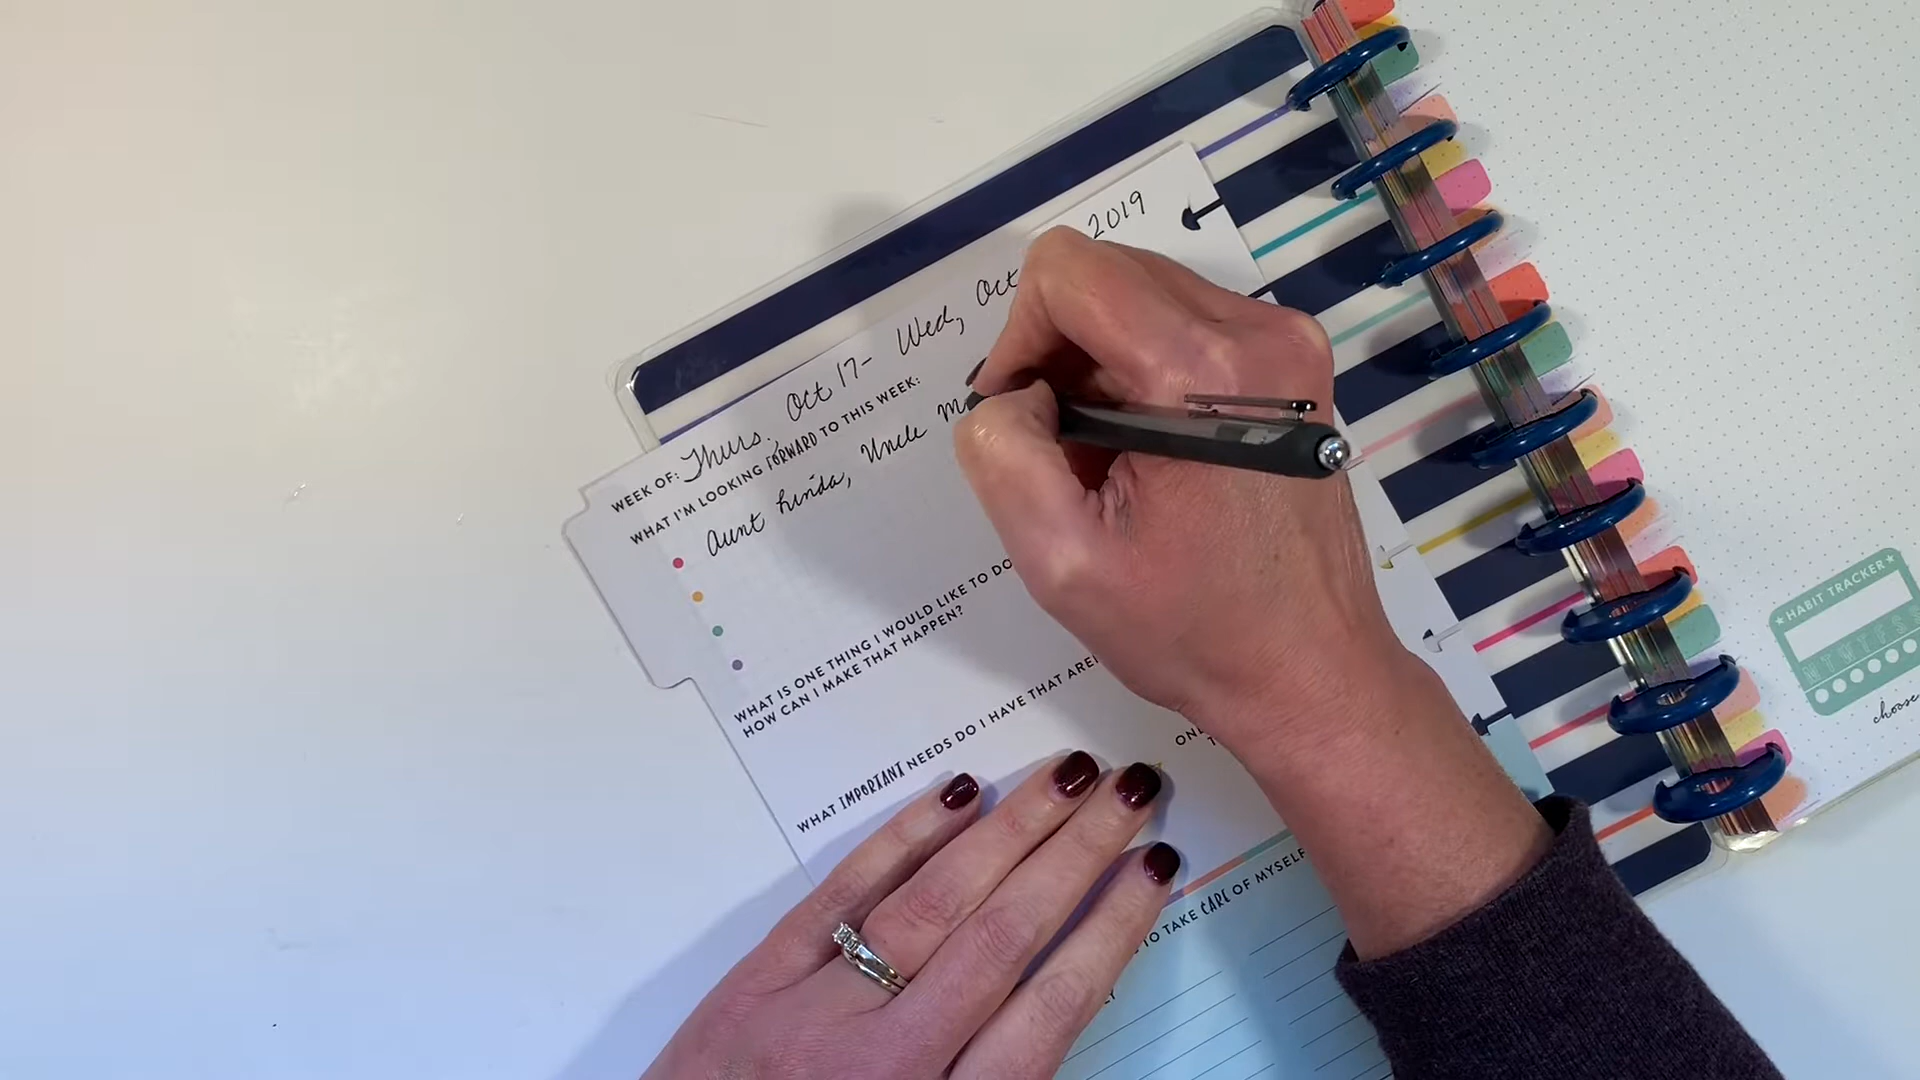 WEEK OF: Thurs., Oct 17- Wed, Oct 2019
WHAT I'M LOOKING FORWARD TO THIS WEEK:
Aunt Linda, Uncle
WHAT IS ONE THING I WOULD LIKE TO DO
HOW CAN I MAKE THAT HAPPEN?
WHAT IMPORTANT NEEDS DO I HAVE THAT
TO TAKE CARE OF MYSELF
HABIT TRACKER
M T W T F S S
choose